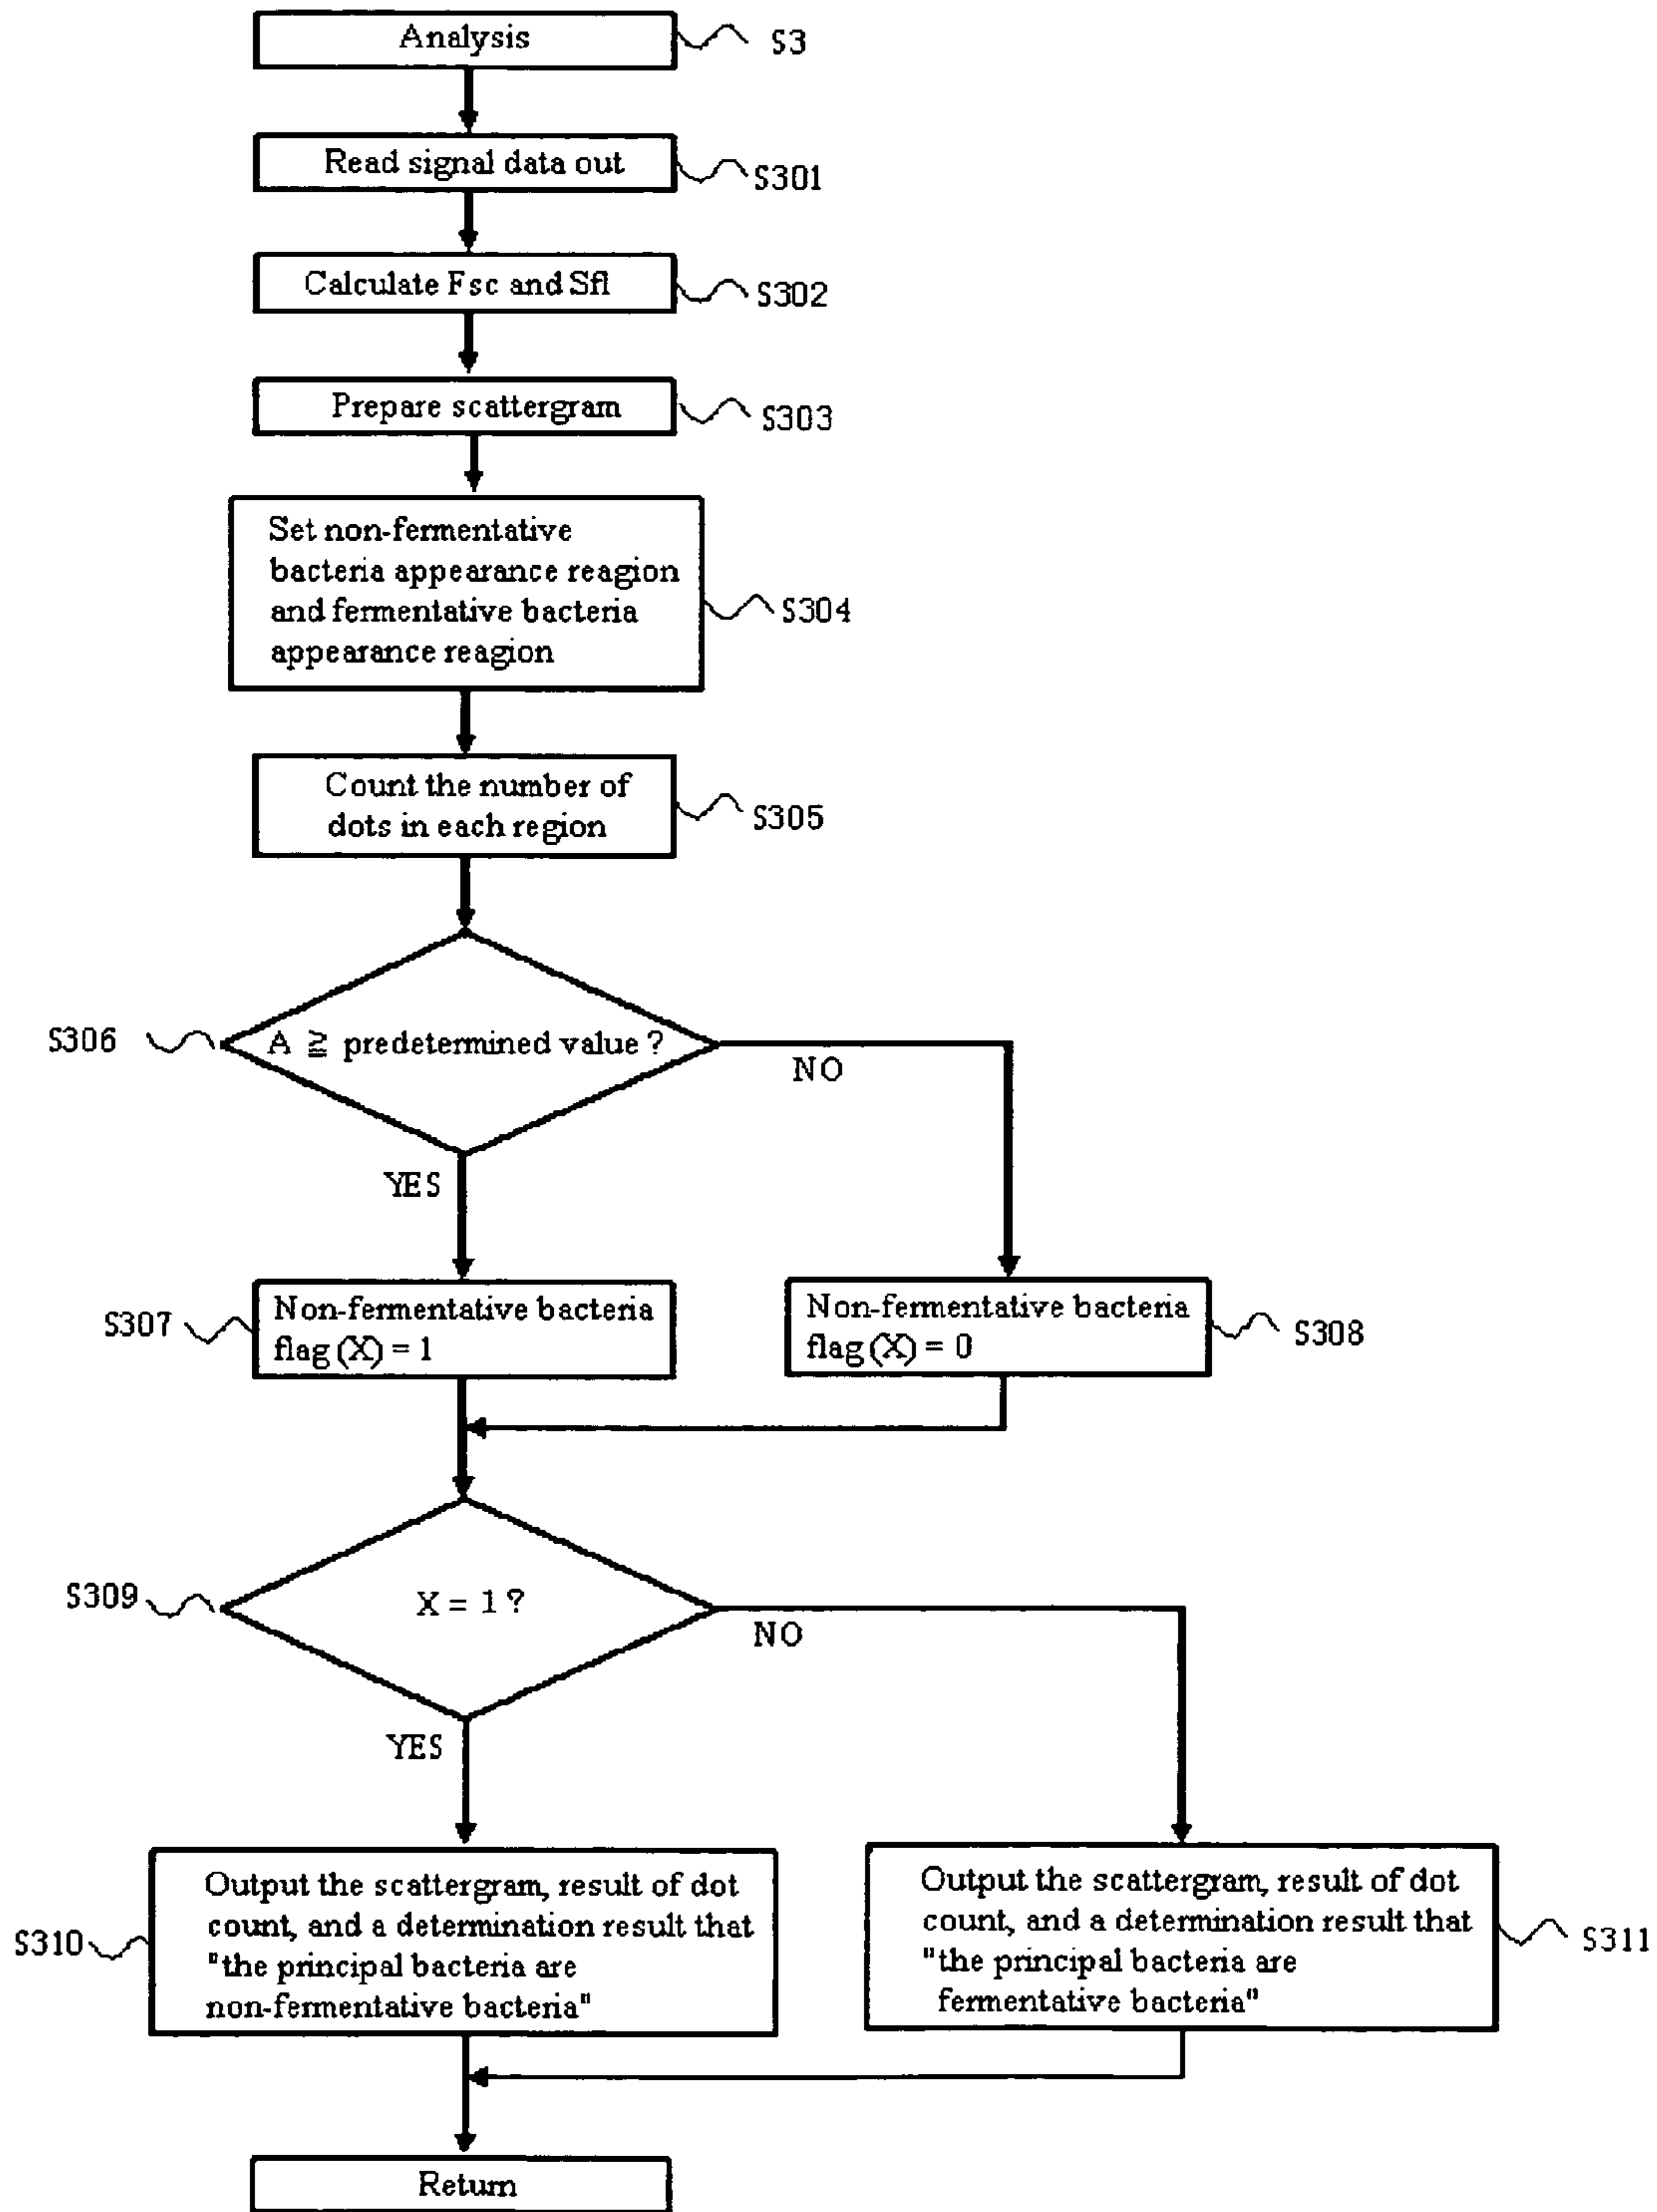 Analysis
S3
Read signal data out
S301
Calculate Fsc and Sfl
S302
Prepare scattergram
S303
Set non-fermentative
bacteria appearance reagion
and fermentative bacteria
appearance reagion
S304
Count the number of
dots in each region
S305
S306
A ≧ predetermined value ?
NO
YES
S307
Non-fermentative bacteria
flag (X) = 1
Non-fermentative bacteria
flag (X) = 0
S308
S309
X = 1 ?
NO
YES
S310
Output the scattergram, result of dot
count, and a determination result that
"the principal bacteria are
non-fermentative bacteria"
Output the scattergram, result of dot
count, and a determination result that
"the principal bacteria are
fermentative bacteria"
S311
Return